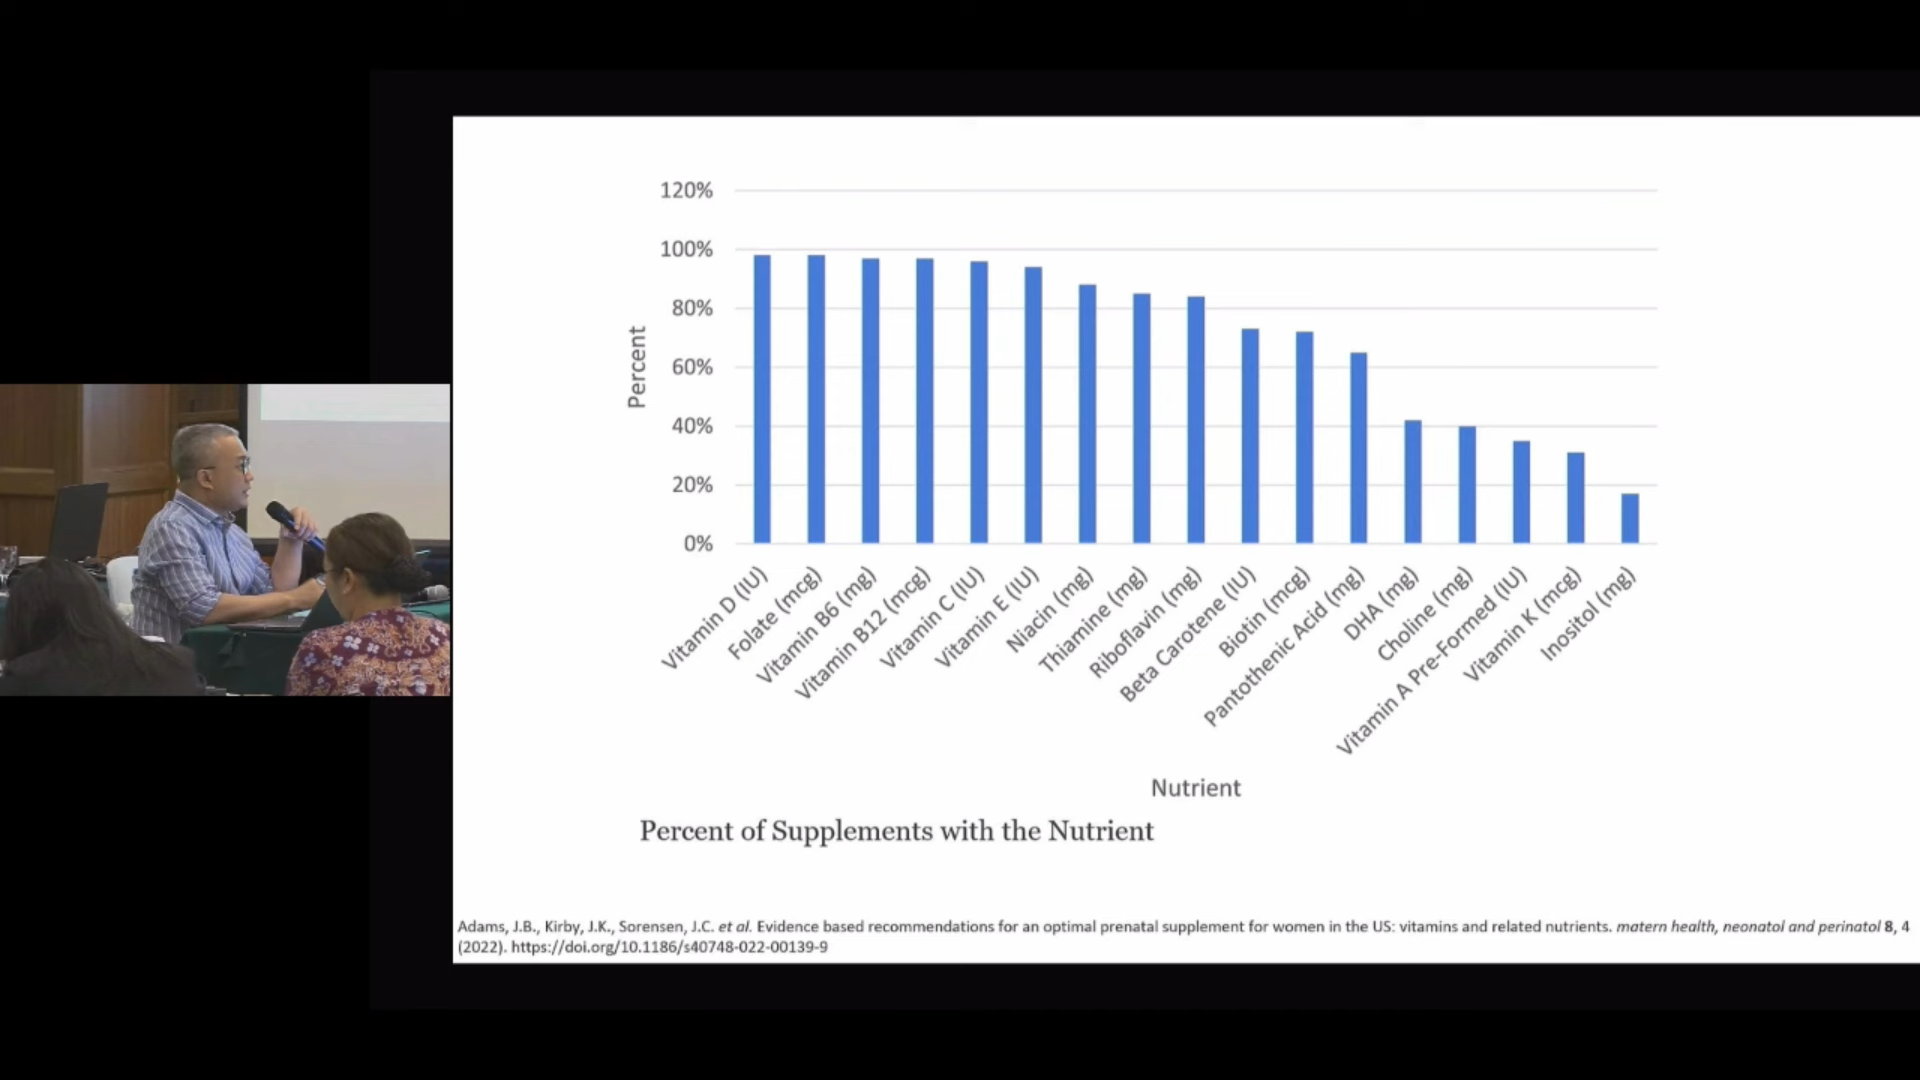 120%
100%
80%
60%
40%
20%
0%
Percent
Vitamin D (IU)
Folate (mcg)
Vitamin B6 (mg)
Vitamin B12 (mcg)
Vitamin C (IU)
Vitamin E (IU)
Niacin (mg)
Thiamine (mg)
Riboflavin (mg)
Beta Carotene (IU)
Biotin (mcg)
Pantothenic Acid (mg)
DHA (mg)
Choline (mg)
Vitamin A Pre-Formed (IU)
Vitamin K (mcg)
Inositol (mg)
Nutrient
Percent of Supplements with the Nutrient
Adams, J.B., Kirby, J.K., Sorensen, J.C. et al. Evidence based recommendations for an optimal prenatal supplement for women in the US: vitamins and related nutrients. matern health, neonatol and perinatol 8, 4
(2022). https://doi.org/10.1186/s40748-022-00139-9